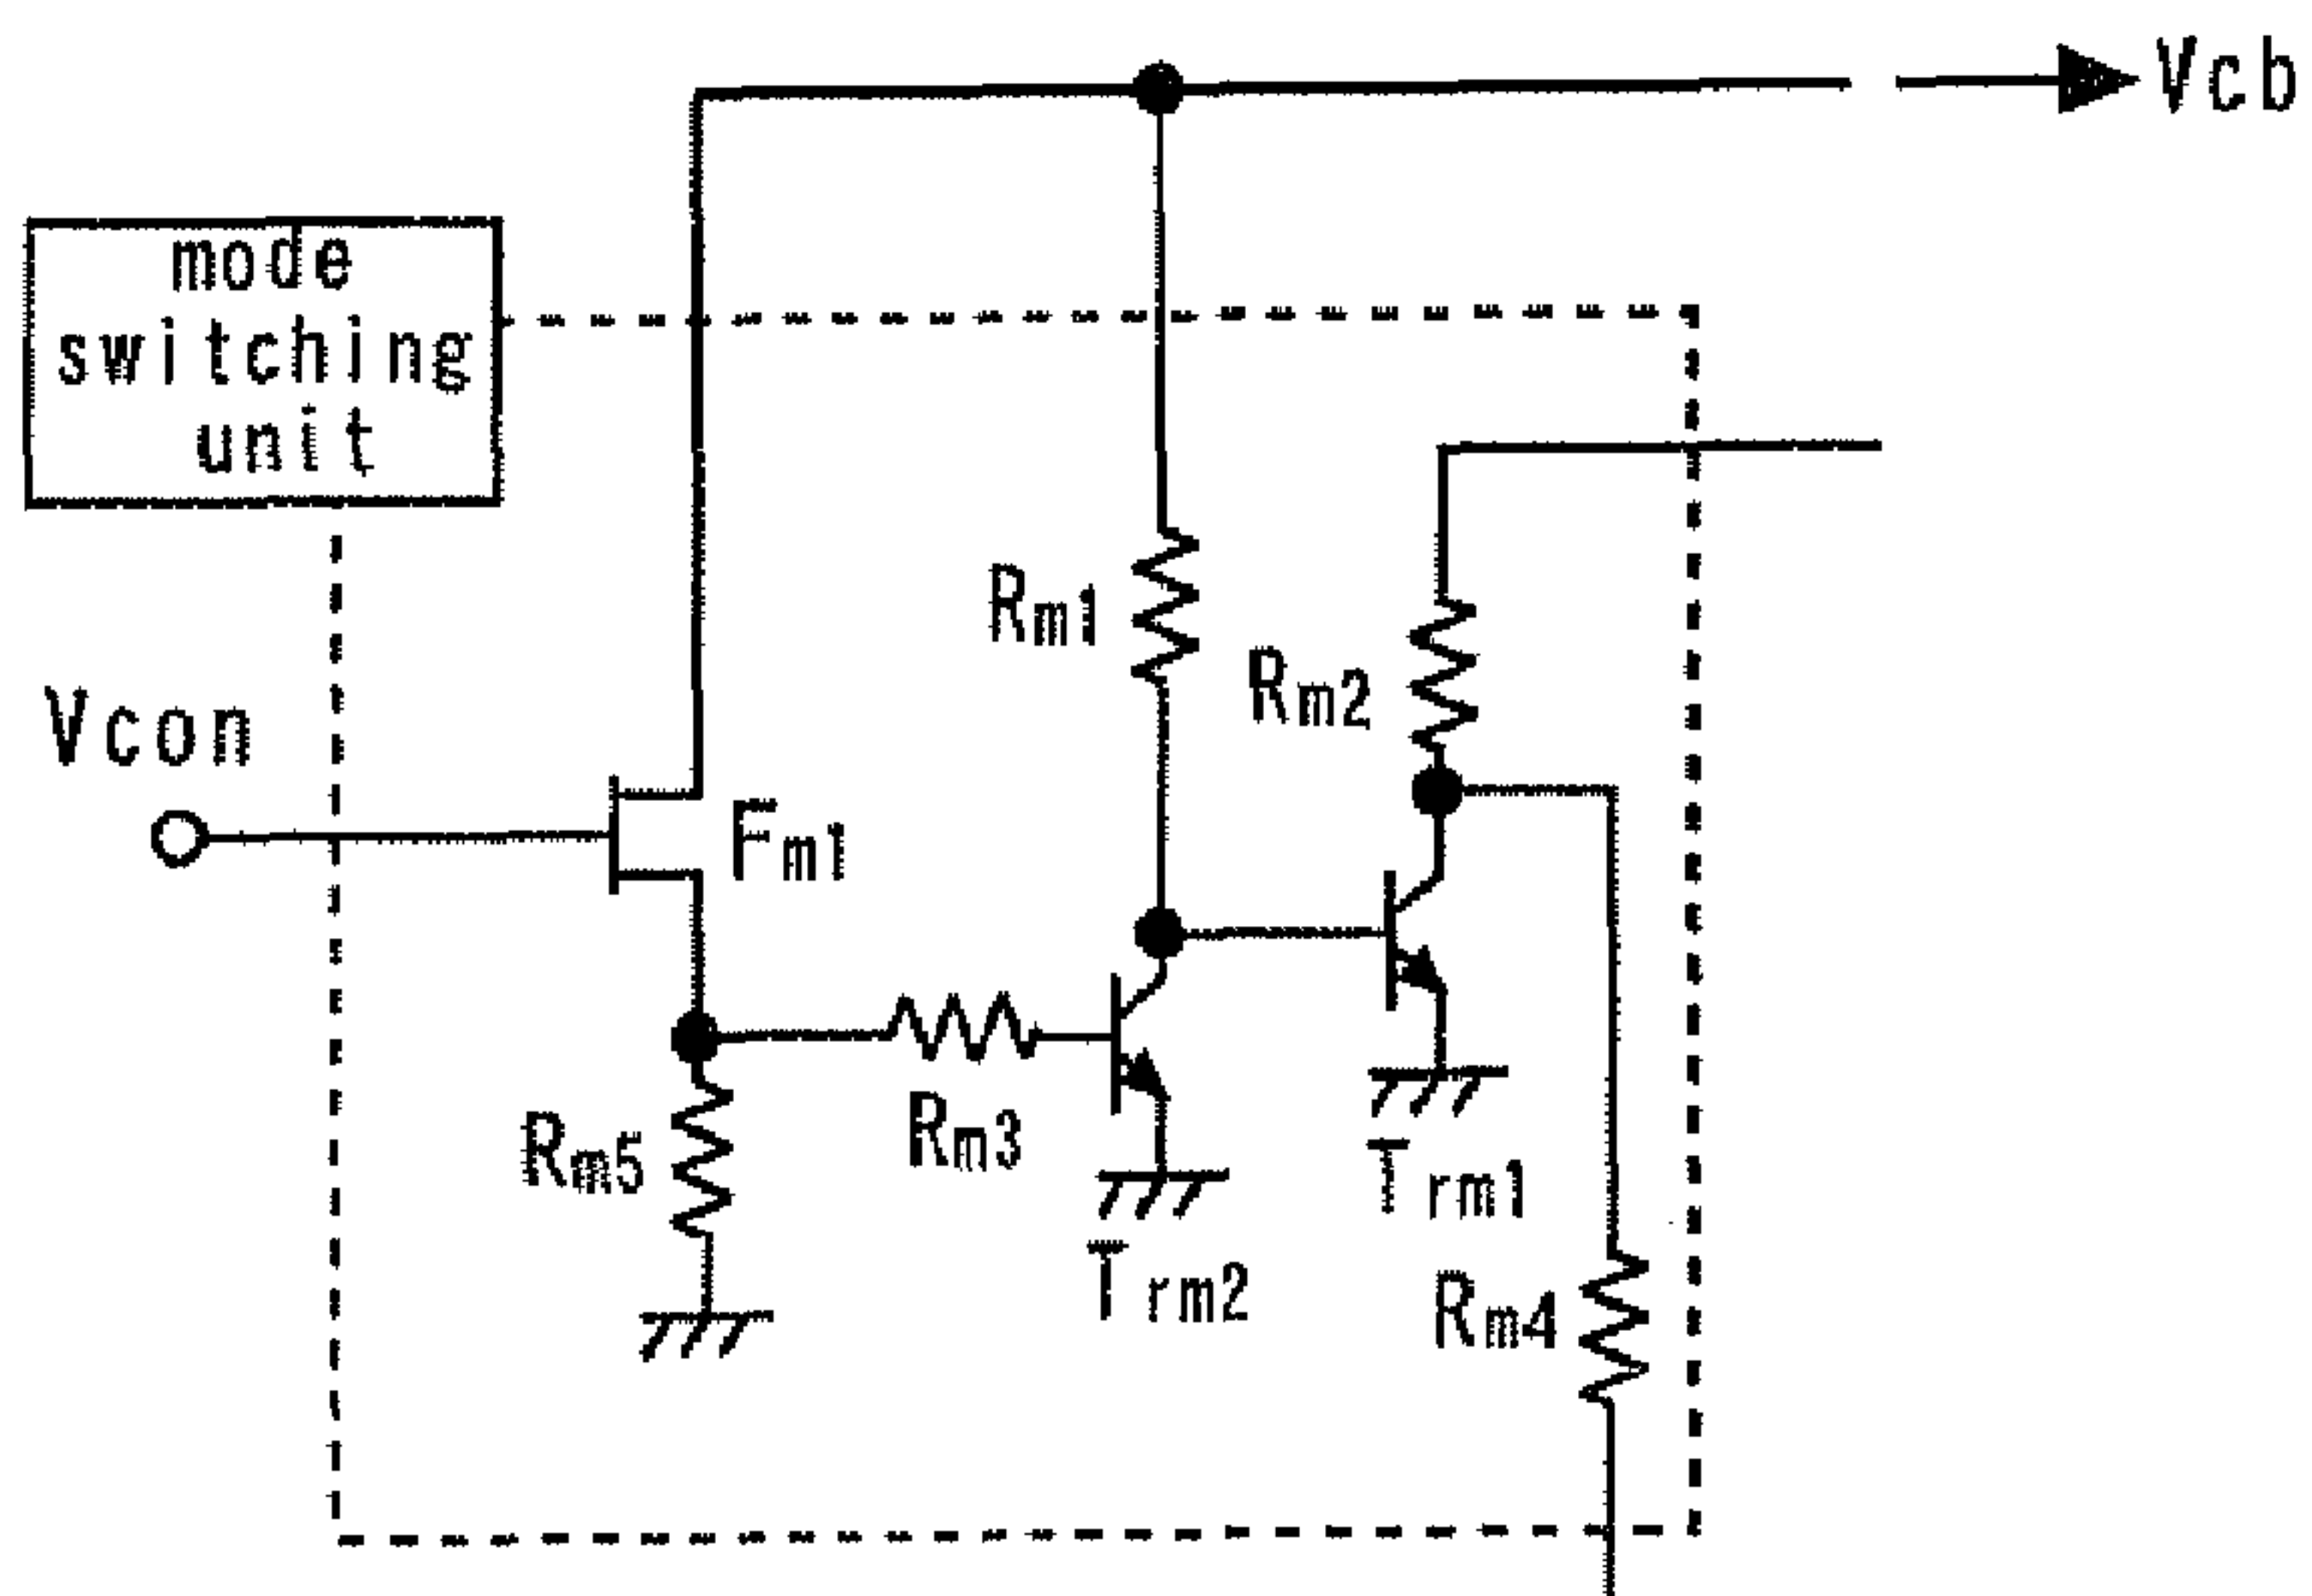 Vcb
mode
switching
unit
Rm1
Rm2
Vcon
Fm1
Rm5
Rm3
Trm1
Trm2
Rm4